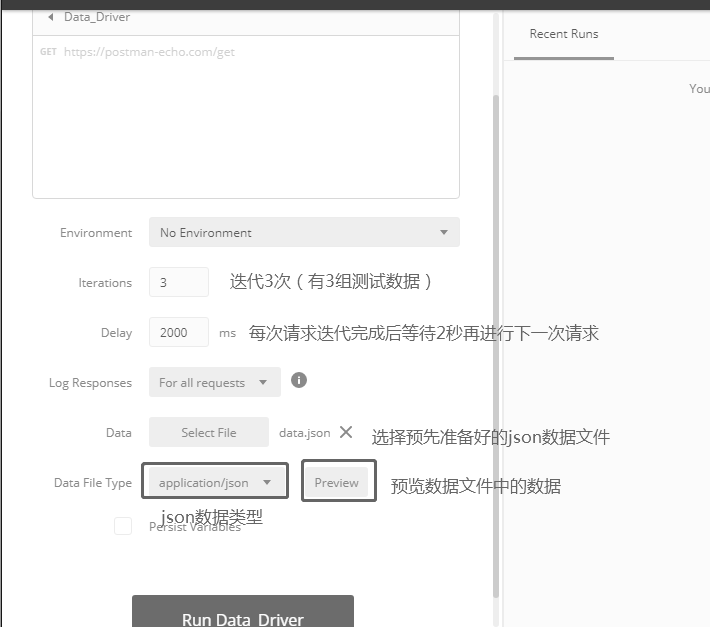 Data_Driver
Recent Runs
GET https://postman-echo.com/get
You
Environment No Environment
Iterations 3 迭代3次（有3组测试数据）
Delay 2000 ms 每次请求迭代完成后等待2秒再进行下一次请求
Log Responses For all requests
Data Select File data.json 选择预先准备好的json数据文件
Data File Type application/json Preview 预览数据文件中的数据
json数据类型
Persist Variables
Run Data_Driver